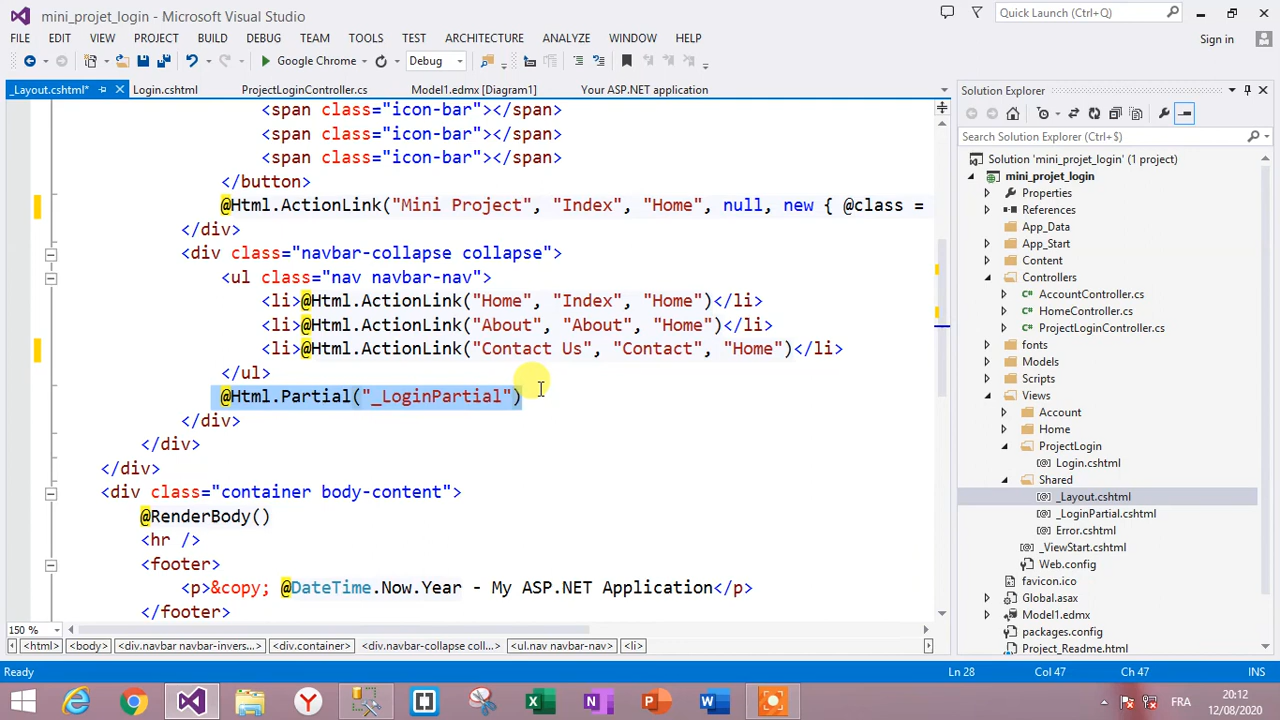 mini_projet_login - Microsoft Visual Studio
Quick Launch (Ctrl+Q)
FILE EDIT VIEW PROJECT BUILD DEBUG TEAM TOOLS TEST ARCHITECTURE ANALYZE WINDOW HELP
Sign in
Google Chrome Debug
_Layout.cshtml* Login.cshtml ProjectLoginController.cs Model1.edmx [Diagram1] Your ASP.NET application
<span class="icon-bar"></span>
<span class="icon-bar"></span>
<span class="icon-bar"></span>
</button>
@Html.ActionLink("Mini Project", "Index", "Home", null, new { @class =
</div>
<div class="navbar-collapse collapse">
<ul class="nav navbar-nav">
<li>@Html.ActionLink("Home", "Index", "Home")</li>
<li>@Html.ActionLink("About", "About", "Home")</li>
<li>@Html.ActionLink("Contact Us", "Contact", "Home")</li>
</ul>
@Html.Partial("_LoginPartial")
</div>
</div>
</div>
<div class="container body-content">
@RenderBody()
<hr />
<footer>
<p>&copy; @DateTime.Now.Year - My ASP.NET Application</p>
</footer>
150 %
<html> <body> <div.navbar navbar-invers...> <div.container> <div.navbar-collapse coll...> <ul.nav navbar-nav> <li>
Solution Explorer
Search Solution Explorer (Ctrl+$)
Solution 'mini_projet_login' (1 project)
mini_projet_login
Properties
References
App_Data
App_Start
Content
Controllers
C# AccountController.cs
C# HomeController.cs
C# ProjectLoginController.cs
fonts
Models
Scripts
Views
Account
Home
ProjectLogin
[@] Login.cshtml
Shared
[@] _Layout.cshtml
[@] _LoginPartial.cshtml
[@] Error.cshtml
[@] _ViewStart.cshtml
Web.config
favicon.ico
Global.asax
Model1.edmx
packages.config
Project_Readme.html
Ready Ln 28 Col 47 Ch 47 INS
FR
20:12
12/08/2020